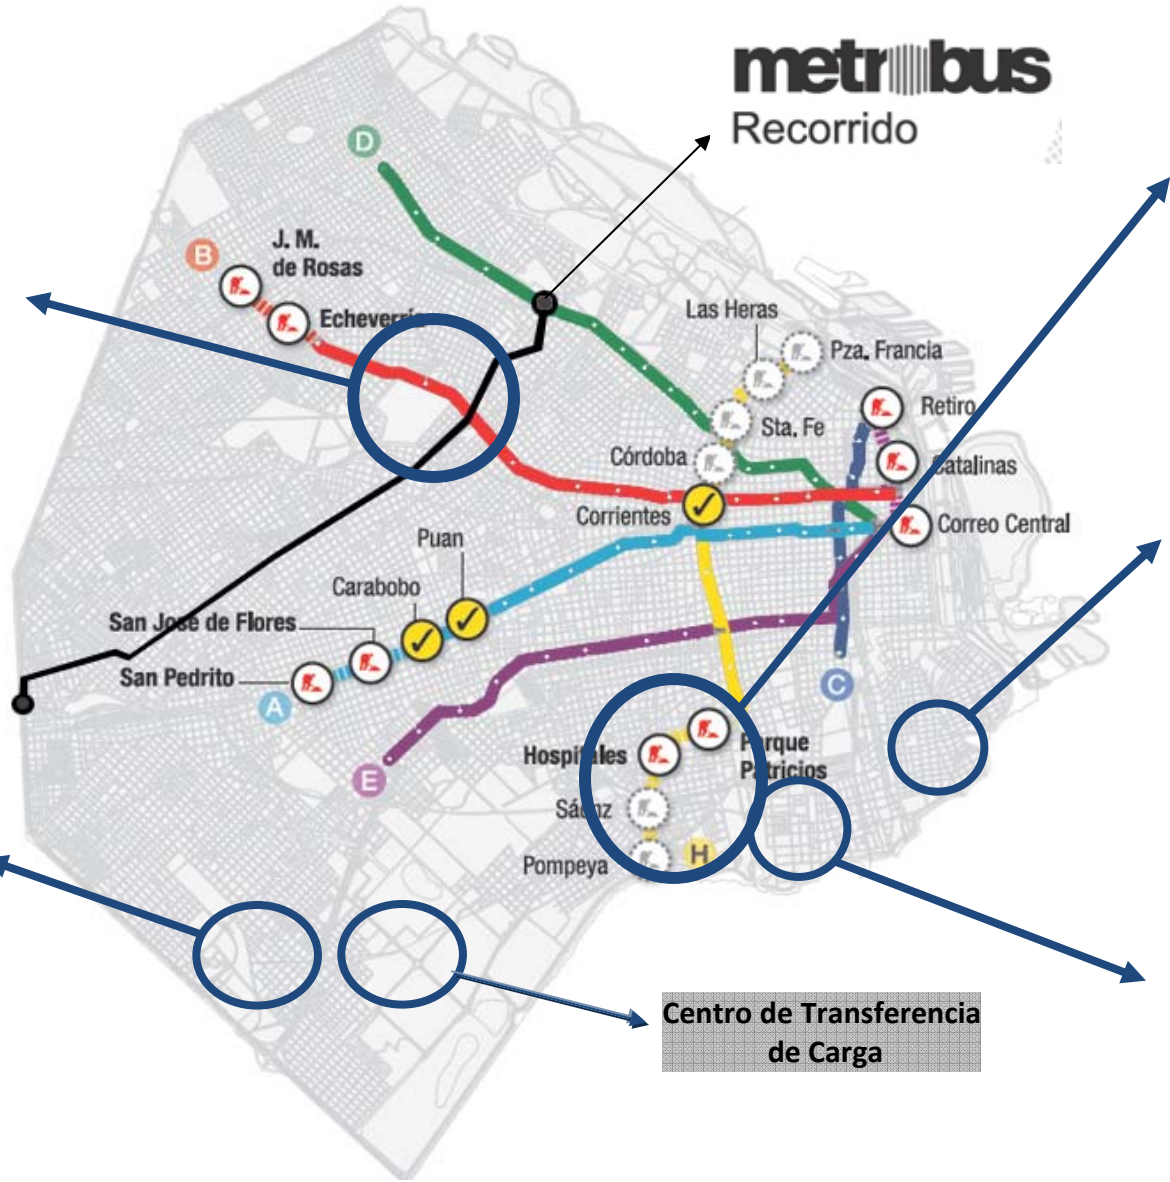 metrobus
Recorrido
D
B
J. M.
de Rosas
Echeverría
Las Heras
Pza. Francia
Retiro
Sta. Fe
Córdoba
Catalinas
Corrientes
Correo Central
Puan
Carabobo
San José de Flores
San Pedrito
A
C
E
Hospitales
Parque
Patricios
Sáenz
Pompeya
H
Centro de Transferencia
de Carga